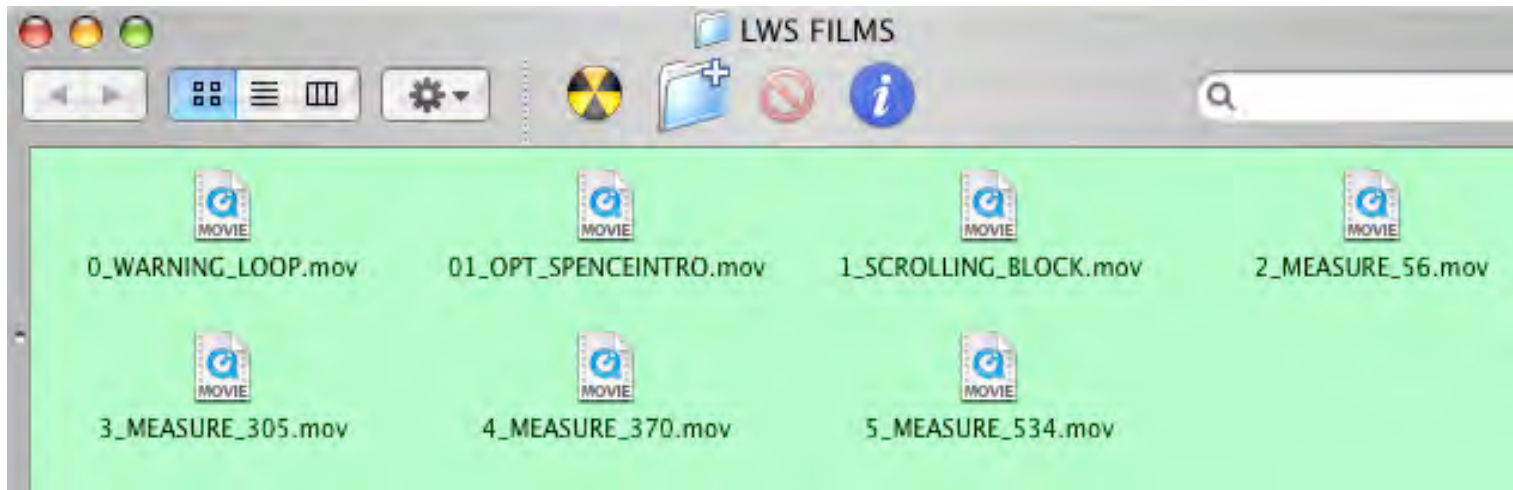 LWS FILMS
MOVIE MOVIE MOVIE MOVIE
0_WARNING_LOOP.mov 01_OPT_SPENCEINTRO.mov 1_SCROLLING_BLOCK.mov 2_MEASURE_56.mov
MOVIE MOVIE MOVIE
3_MEASURE_305.mov 4_MEASURE_370.mov 5_MEASURE_534.mov